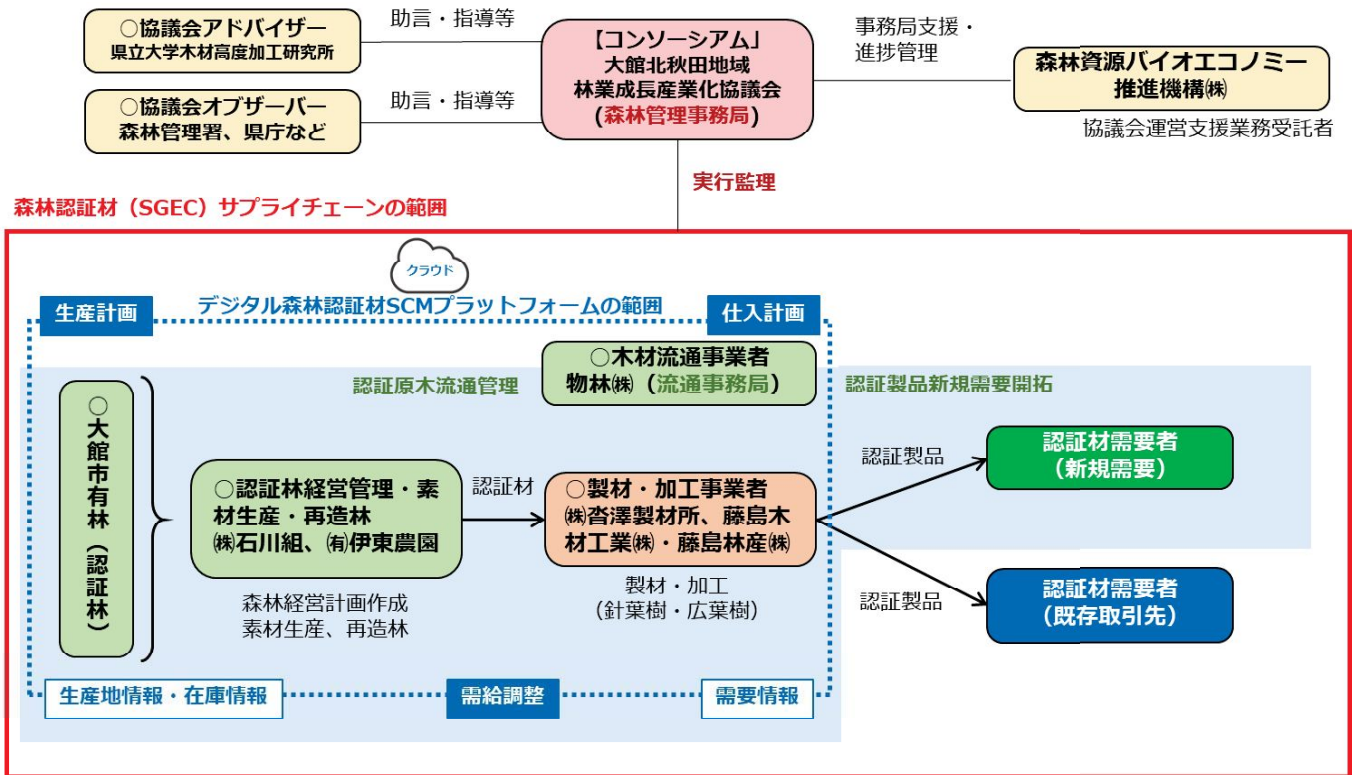 ○協議会アドバイザー
県立大学木材高度加工研究所
助言・指導等
○協議会オブザーバー
森林管理署、県庁など
助言・指導等
【コンソーシアム」
大館北秋田地域
林業成長産業化協議会
(森林管理事務局)
事務局支援・
進捗管理
森林資源バイオエコノミー
推進機構㈱
協議会運営支援業務受託者
実行監理
森林認証材（SGEC）サプライチェーンの範囲
クラウド
生産計画
デジタル森林認証材SCMプラットフォームの範囲
仕入計画
認証原木流通管理
○木材流通事業者
物林㈱（流通事務局）
認証製品新規需要開拓
○大館市有林（認証林）
○認証林経営管理・素
材生産・再造林
㈱石川組、㈲伊東農園
森林経営計画作成
素材生産、再造林
認証材
○製材・加工事業者
㈱沓澤製材所、藤島木
材工業㈱・藤島林産㈱
製材・加工
（針葉樹・広葉樹）
認証製品
認証材需要者
（新規需要）
認証製品
認証材需要者
（既存取引先）
生産地情報・在庫情報
需給調整
需要情報